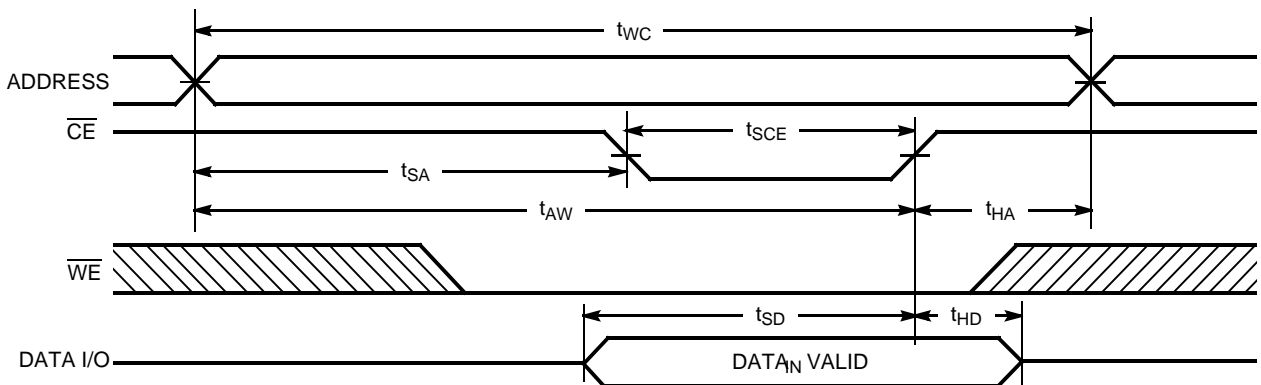 tWC
ADDRESS
CE
tSCE
tSA
tAW
tHA
WE
tSD
tHD
DATA I/O
DATAIN VALID